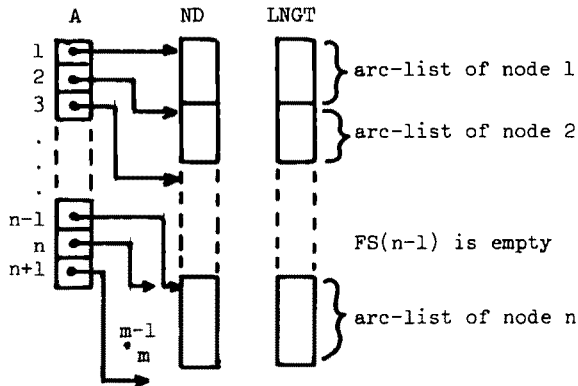 A ND LNGT
1
2
3
.
.
.
n-1
n
n+1
m-1
m
arc-list of node 1
arc-list of node 2
FS(n-1) is empty
arc-list of node n